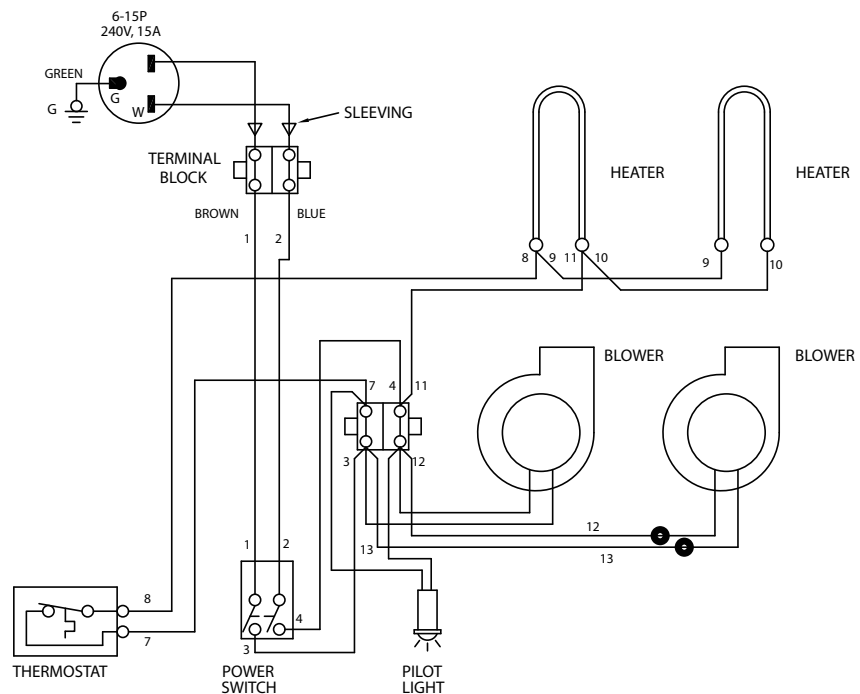 6-15P
240V, 15A
GREEN
G
G
W
SLEEVING
TERMINAL
BLOCK
BROWN
BLUE
1
2
HEATER
HEATER
8
9
11
10
9
10
BLOWER
BLOWER
7
4
11
3
12
12
13
13
1
2
4
3
8
7
THERMOSTAT
POWER
SWITCH
PILOT
LIGHT